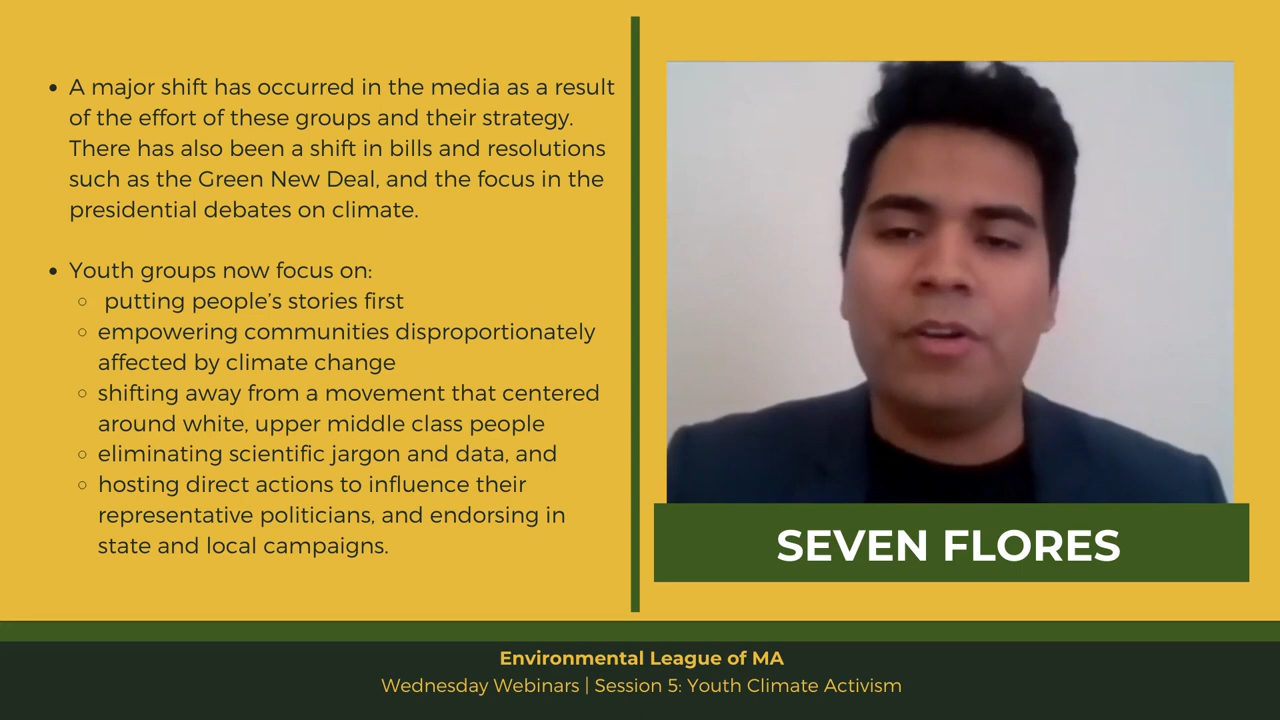 • A major shift has occurred in the media as a result
of the effort of these groups and their strategy.
There has also been a shift in bills and resolutions
such as the Green New Deal, and the focus in the
presidential debates on climate.
• Youth groups now focus on:
○ putting people's stories first
○ empowering communities disproportionately
affected by climate change
○ shifting away from a movement that centered
around white, upper middle class people
○ eliminating scientific jargon and data, and
○ hosting direct actions to influence their
representative politicians, and endorsing in
state and local campaigns.
SEVEN FLORES
Environmental League of MA
Wednesday Webinars | Session 5: Youth Climate Activism